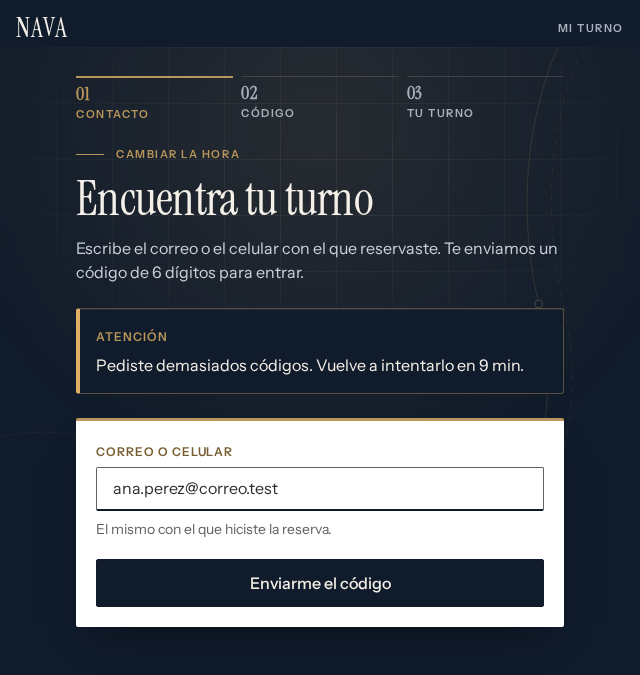 NAVA
MI TURNO
01
CONTACTO
02
CÓDIGO
03
TU TURNO
CAMBIAR LA HORA
Encuentra tu turno
Escribe el correo o el celular con el que reservaste. Te enviamos un
código de 6 dígitos para entrar.
ATENCIÓN
Pediste demasiados códigos. Vuelve a intentarlo en 9 min.
CORREO O CELULAR
ana.perez@correo.test
El mismo con el que hiciste la reserva.
Enviarme el código